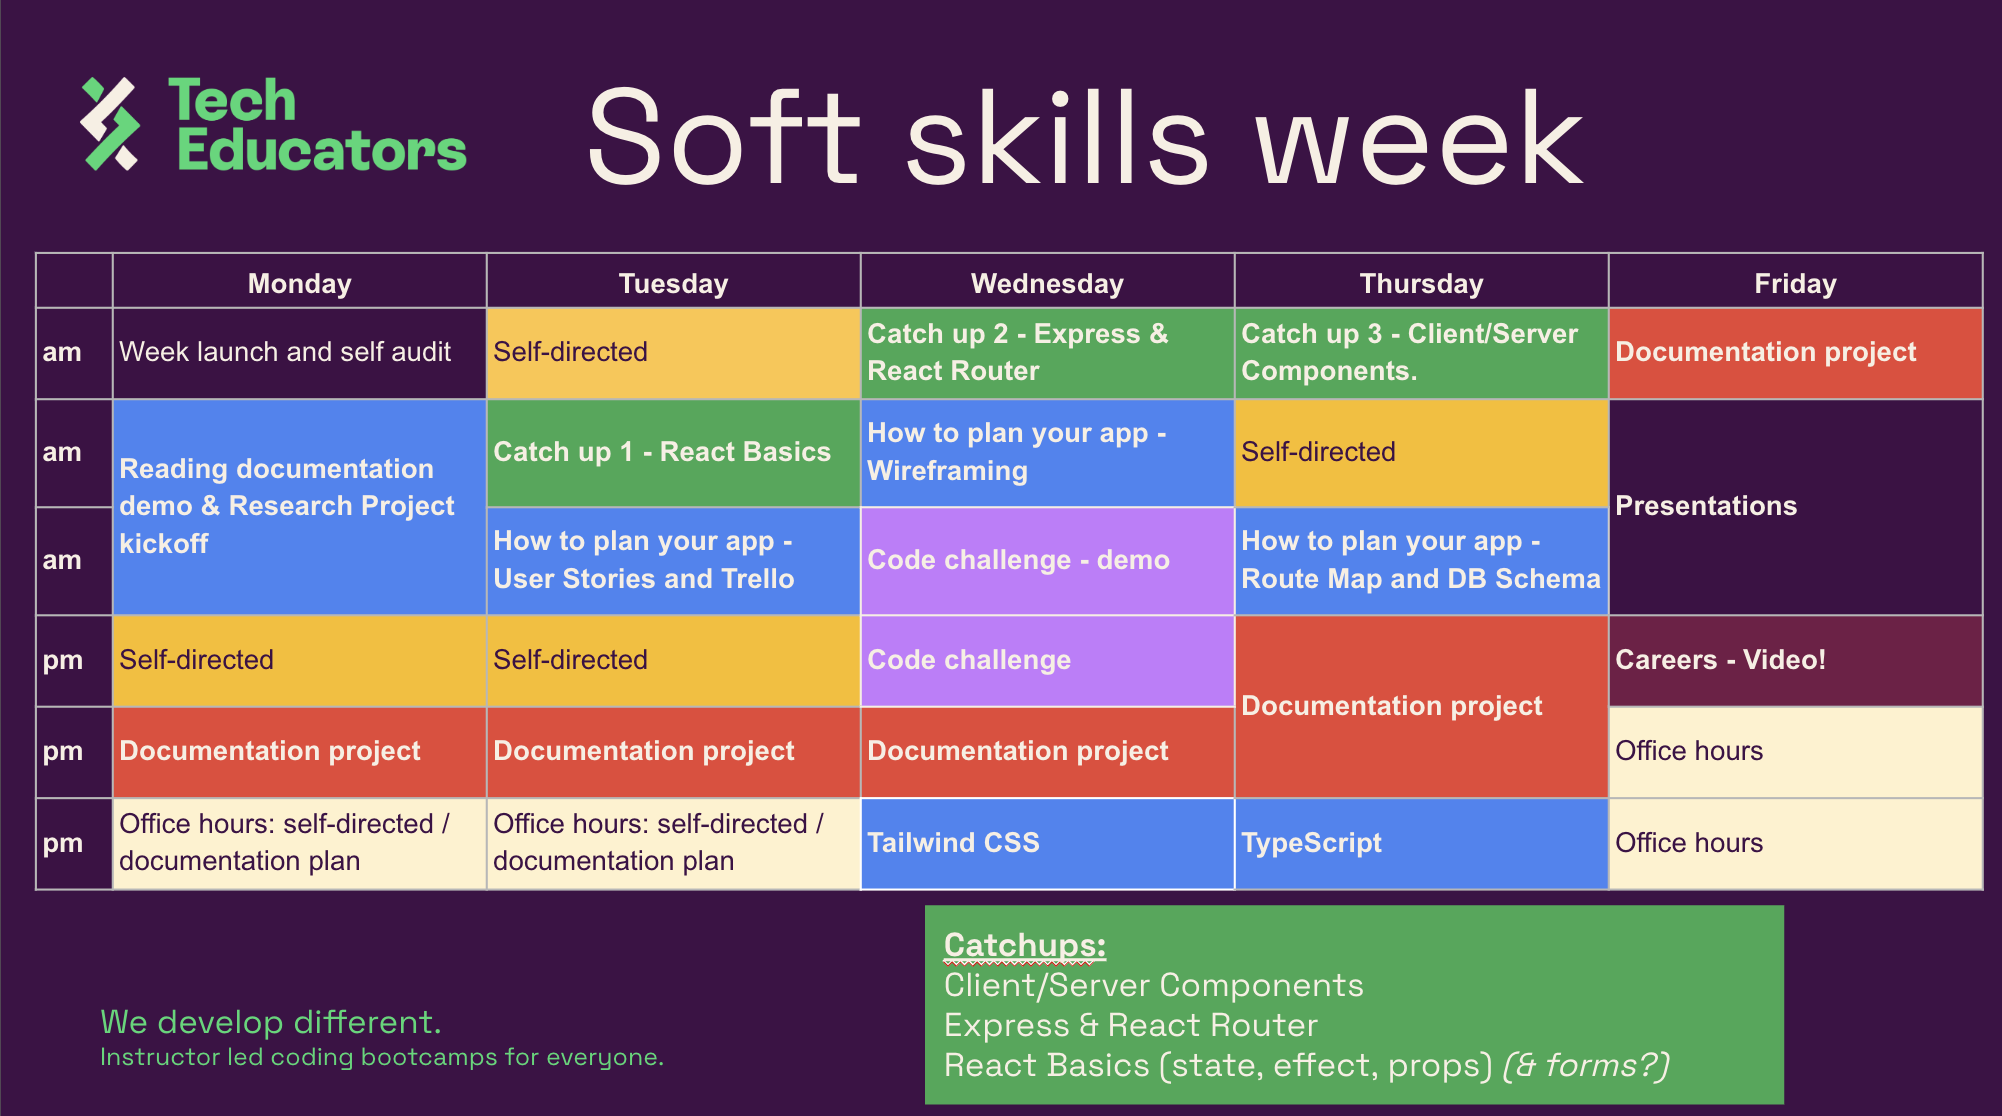 Tech
Educators
Soft skills week
Monday Tuesday Wednesday Thursday Friday
am
Week launch and self audit
Self-directed
Catch up 2 - Express &
React Router
Catch up 3 - Client/Server
Components.
Documentation project
am
Reading documentation
demo & Research Project
kickoff
Catch up 1 - React Basics
How to plan your app -
Wireframing
Self-directed
Presentations
am
How to plan your app -
User Stories and Trello
Code challenge - demo
How to plan your app -
Route Map and DB Schema
pm
Self-directed
Self-directed
Code challenge
Documentation project
Careers - Video!
pm
Documentation project
Documentation project
Documentation project
Office hours
pm
Office hours: self-directed /
documentation plan
Office hours: self-directed /
documentation plan
Tailwind CSS
TypeScript
Office hours
Catchups:
Client/Server Components
Express & React Router
React Basics (state, effect, props) (& forms?)
We develop different.
Instructor led coding bootcamps for everyone.